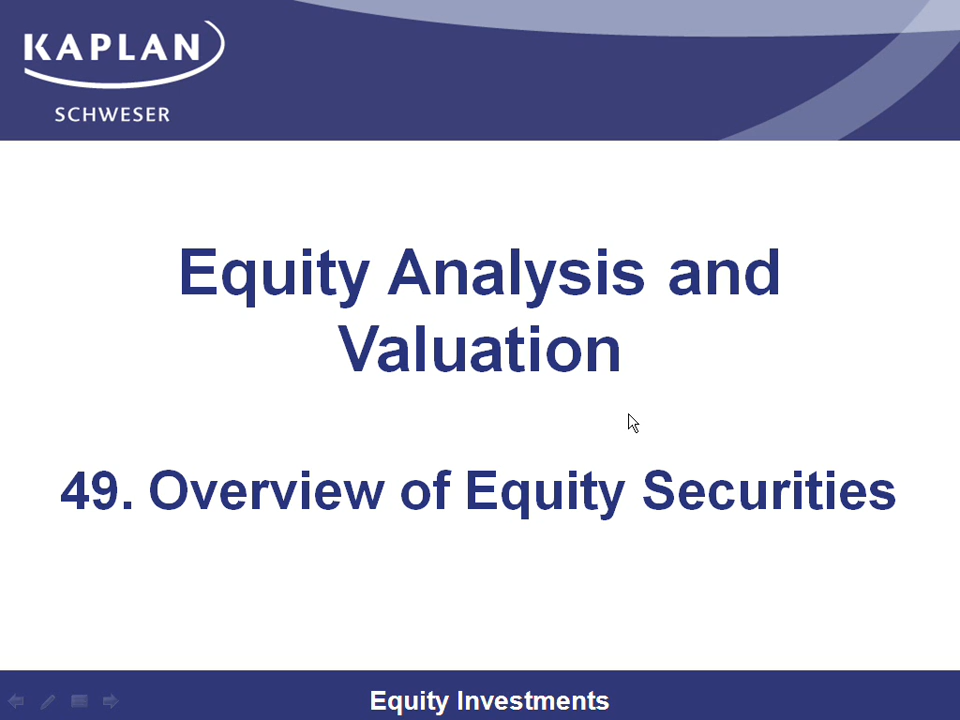 KAPLAN
SCHWESER
Equity Analysis and
Valuation
49. Overview of Equity Securities
Equity Investments